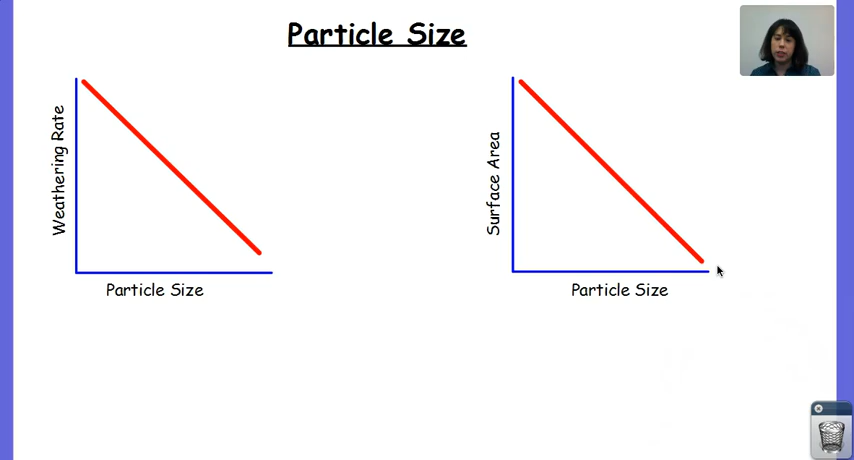 Particle Size
Weathering Rate
Particle Size
Surface Area
Particle Size